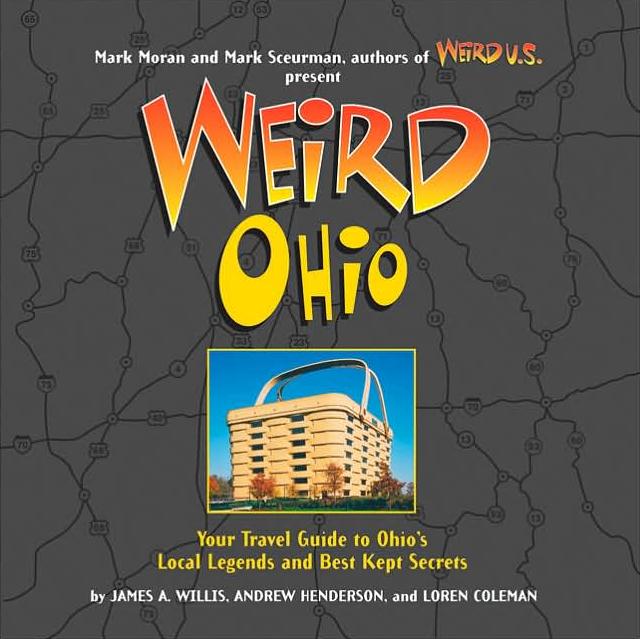 Mark Moran and Mark Sceurman, authors of WEIRD U.S.
present
WEIRD
OHIO
Your Travel Guide to Ohio's
Local Legends and Best Kept Secrets
by JAMES A. WILLIS, ANDREW HENDERSON, and LOREN COLEMAN